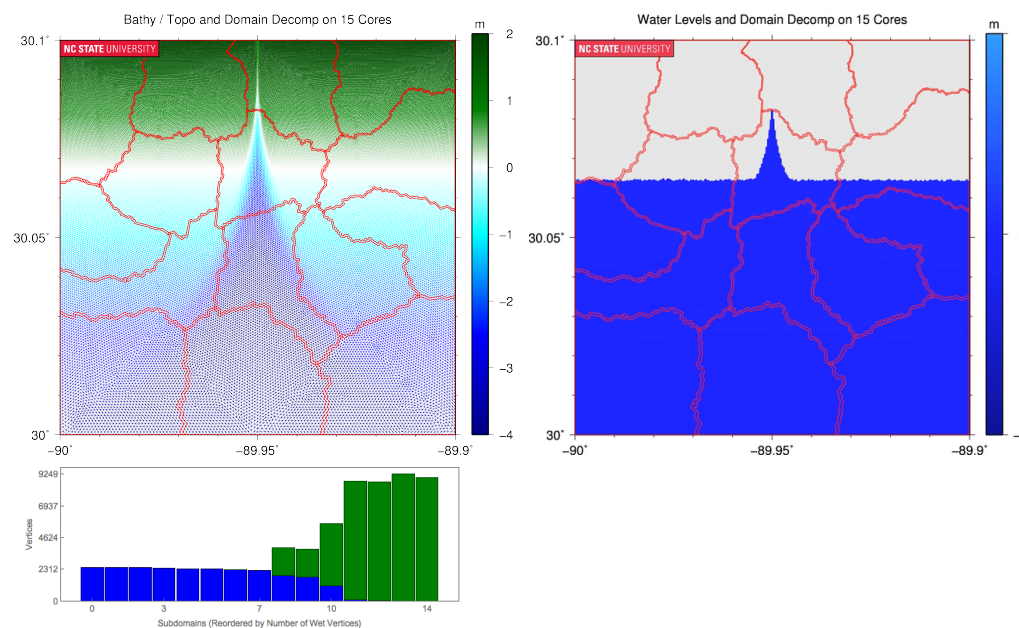 Bathy / Topo and Domain Decomp on 15 Cores
Water Levels and Domain Decomp on 15 Cores
m
m
30.1°
NC STATE UNIVERSITY
2
1
0
−1
−2
−3
−4
30.05°
30°
−90°
−89.95°
−89.9°
30.1°
NC STATE UNIVERSITY
30.05°
30°
−90°
−89.95°
−89.9°
−
9249
6937
4624
2312
0
Vertices
0 3 7 10 14
Subdomains (Reordered by Number of Wet Vertices)